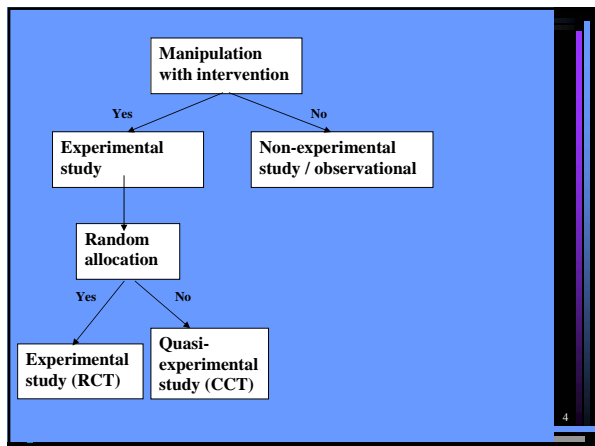 Manipulation
with intervention
Yes
No
Experimental
study
Non-experimental
study / observational
Random
allocation
Yes
No
Experimental
study (RCT)
Quasi-
experimental
study (CCT)
4